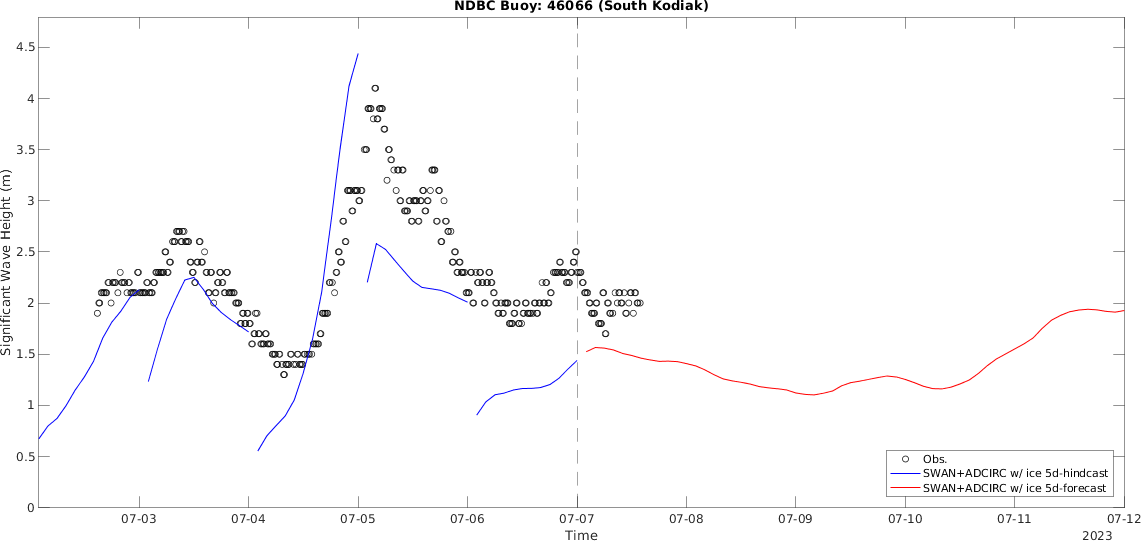 NDBC Buoy: 46066 (South Kodiak)
Significant Wave Height (m)
4.5
4
3.5
3
2.5
2
1.5
1
0.5
0
07-03 07-04 07-05 07-06 07-07 07-08 07-09 07-10 07-11 07-12
Time
2023
Obs.
SWAN+ADCIRC w/ ice 5d-hindcast
SWAN+ADCIRC w/ ice 5d-forecast